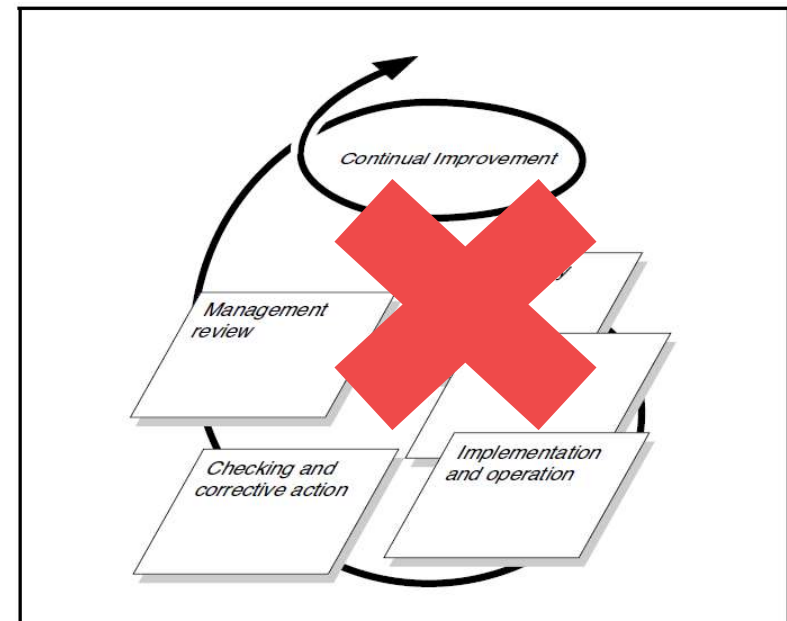 Continual Improvement
Management
review
Checking and
corrective action
Implementation
and operation